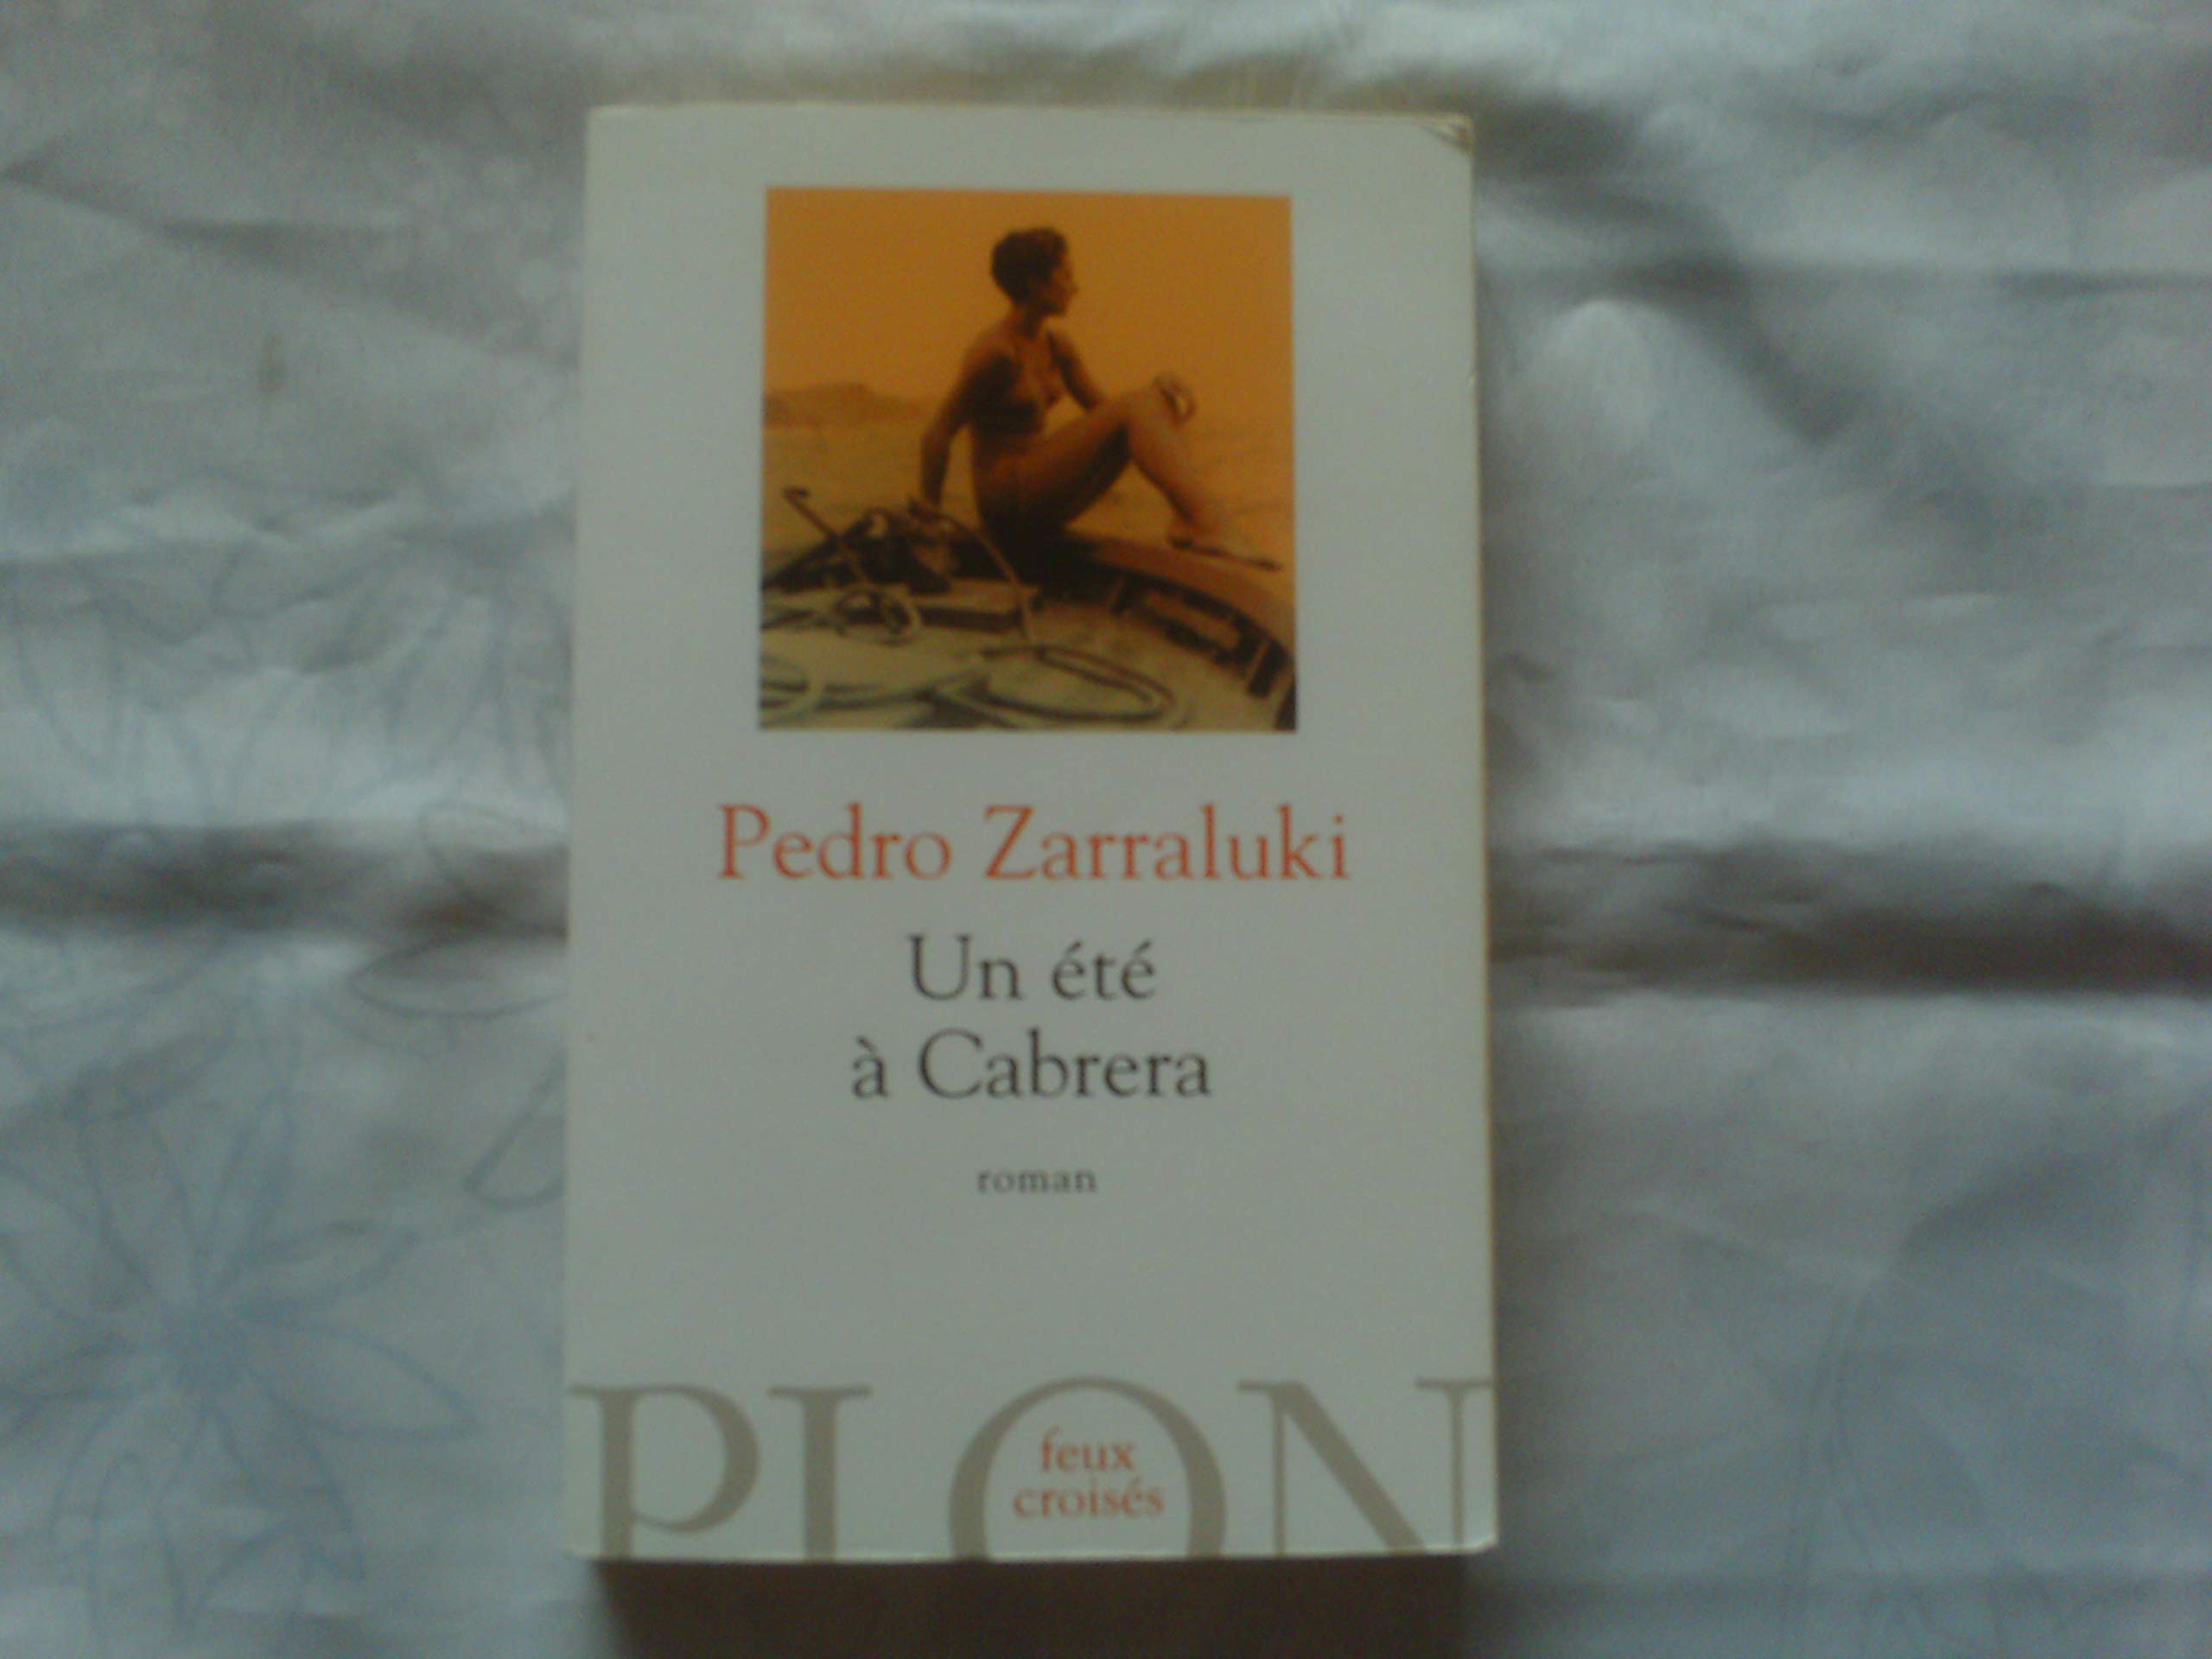 Pedro Zarraluki
Un été
à Cabrera
roman
PLON
feux
croisés